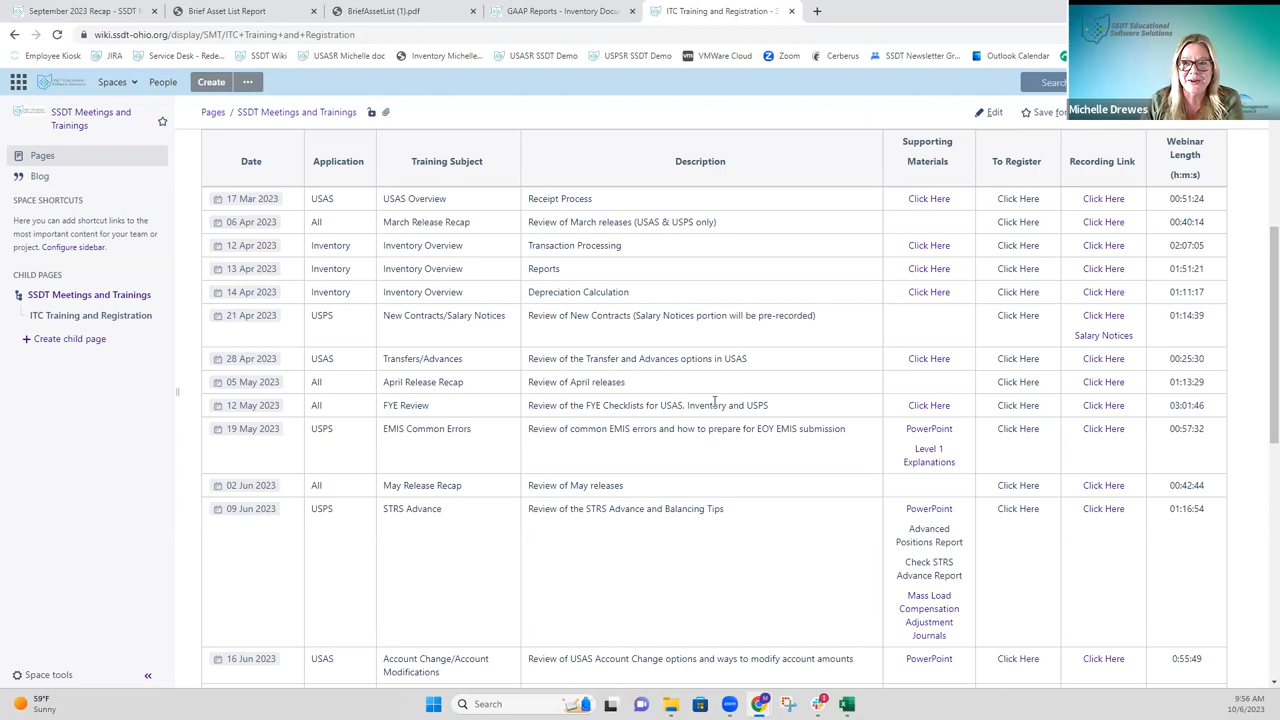 September 2023 Recap - SSDT M
Brief Asset List Report
BriefAssetList (1).pdf
GAAP Reports - Inventory Docu
ITC Training and Registration - S
wiki.ssdt-ohio.org/display/SMT/ITC+Training+and+Registration
Employee Kiosk
JIRA
Service Desk - Rede...
SSDT Wiki
USASR Michelle doc
Inventory Michelle...
USASR SSDT Demo
USPSR SSDT Demo
VMWare Cloud
Zoom
Cerberus
SSDT Newsletter Gr...
Outlook Calendar
SSDT Educational Software Solutions
Spaces
People
Create
Search
SSDT Educational
Software Solutions
Michelle Drewes
SSDT Meetings and
Trainings
Pages
Blog
SPACE SHORTCUTS
Here you can add shortcut links to the
most important content for your team or
project. Configure sidebar.
CHILD PAGES
SSDT Meetings and Trainings
ITC Training and Registration
+ Create child page
Space tools
Pages / SSDT Meetings and Trainings
Edit
Save for
Date Application Training Subject Description Supporting Materials To Register Recording Link Webinar Length (h:m:s)
17 Mar 2023 USAS USAS Overview Receipt Process Click Here Click Here Click Here 00:51:24
06 Apr 2023 All March Release Recap Review of March releases (USAS & USPS only) Click Here Click Here 00:40:14
12 Apr 2023 Inventory Inventory Overview Transaction Processing Click Here Click Here Click Here 02:07:05
13 Apr 2023 Inventory Inventory Overview Reports Click Here Click Here Click Here 01:51:21
14 Apr 2023 Inventory Inventory Overview Depreciation Calculation Click Here Click Here Click Here 01:11:17
21 Apr 2023 USPS New Contracts/Salary Notices Review of New Contracts (Salary Notices portion will be pre-recorded) Click Here Click Here 01:14:39
Salary Notices
28 Apr 2023 USAS Transfers/Advances Review of the Transfer and Advances options in USAS Click Here Click Here Click Here 00:25:30
05 May 2023 All April Release Recap Review of April releases Click Here Click Here 01:13:29
12 May 2023 All FYE Review Review of the FYE Checklists for USAS, Inventory and USPS Click Here Click Here Click Here 03:01:46
19 May 2023 USPS EMIS Common Errors Review of common EMIS errors and how to prepare for EOY EMIS submission PowerPoint Click Here Click Here 00:57:32
Level 1
Explanations
02 Jun 2023 All May Release Recap Review of May releases Click Here Click Here 00:42:44
09 Jun 2023 USPS STRS Advance Review of the STRS Advance and Balancing Tips PowerPoint Click Here Click Here 01:16:54
Advanced
Positions Report
Check STRS
Advance Report
Mass Load
Compensation
Adjustment
Journals
16 Jun 2023 USAS Account Change/Account Modifications Review of USAS Account Change options and ways to modify account amounts PowerPoint Click Here Click Here 0:55:49
59°F
Sunny
Search
9:56 AM
10/6/2023